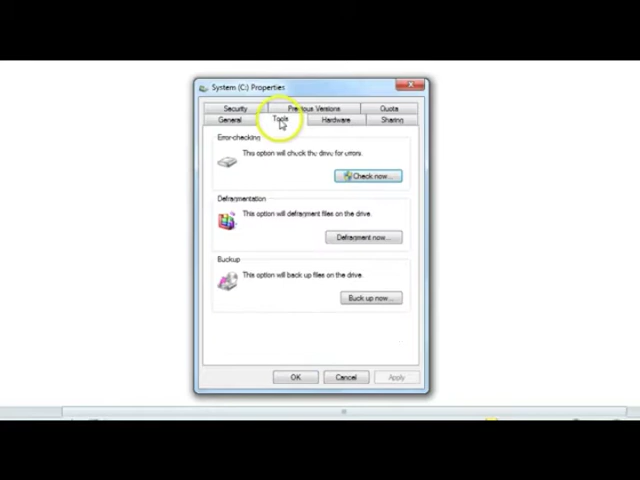 System (C:) Properties
Security Previous Versions Quota
General Tools Hardware Sharing
Error-checking
This option will check the drive for errors.
Check now...
Defragmentation
This option will defragment files on the drive.
Defragment now...
Backup
This option will back up files on the drive.
Back up now...
OK Cancel Apply